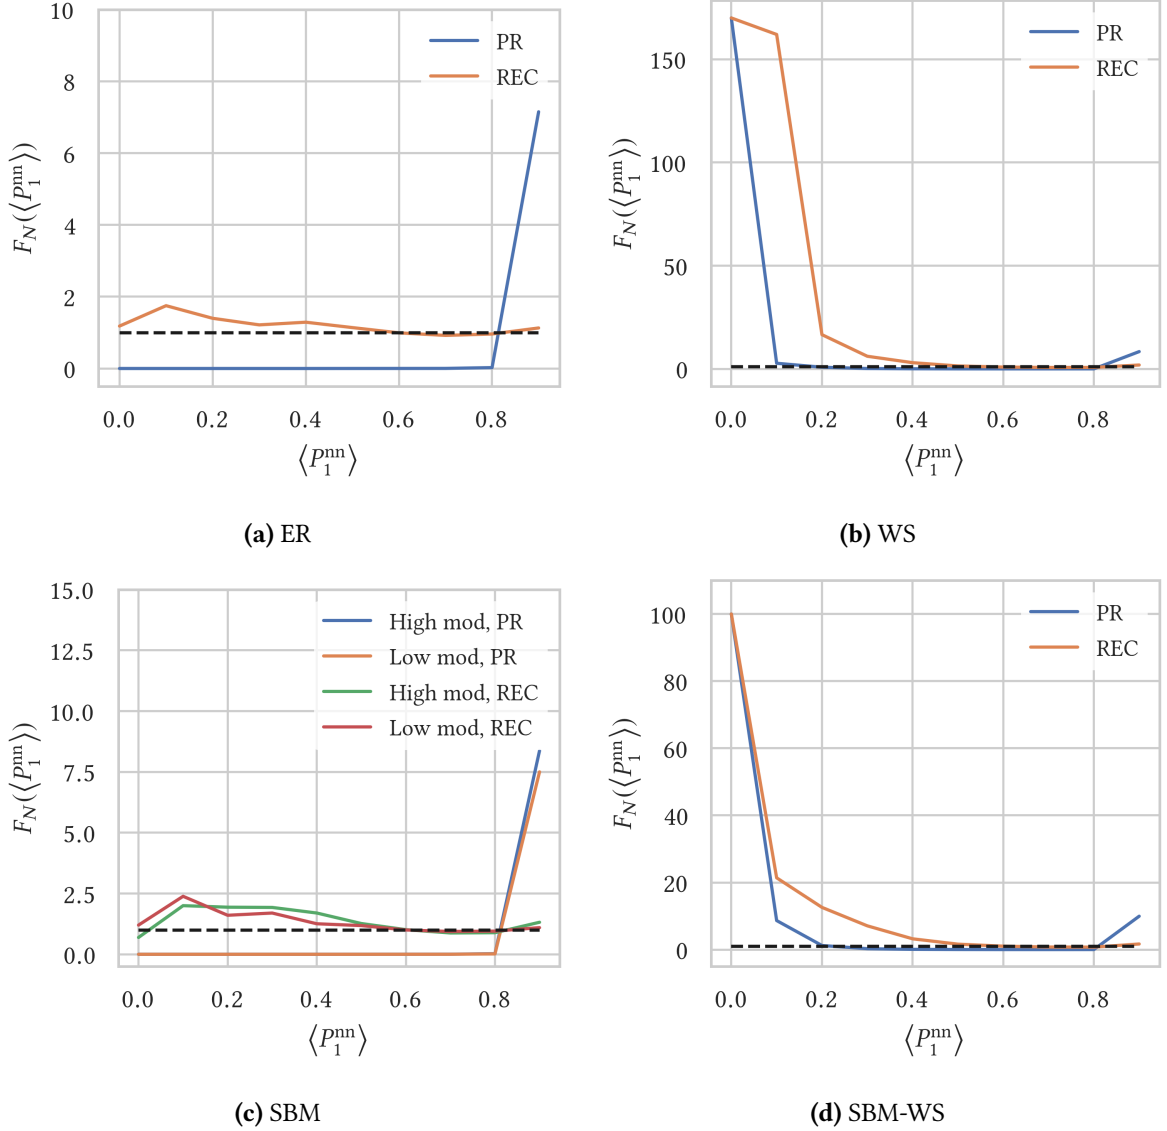 10
8
6
4
2
0
F_N(⟨P_1^nn⟩)
PR
REC
0.0 0.2 0.4 0.6 0.8
⟨P_1^nn⟩
(a) ER
150
100
50
0
F_N(⟨P_1^nn⟩)
PR
REC
0.0 0.2 0.4 0.6 0.8
⟨P_1^nn⟩
(b) WS
15.0
12.5
10.0
7.5
5.0
2.5
0.0
F_N(⟨P_1^nn⟩)
High mod, PR
Low mod, PR
High mod, REC
Low mod, REC
0.0 0.2 0.4 0.6 0.8
⟨P_1^nn⟩
(c) SBM
100
80
60
40
20
0
F_N(⟨P_1^nn⟩)
PR
REC
0.0 0.2 0.4 0.6 0.8
⟨P_1^nn⟩
(d) SBM-WS